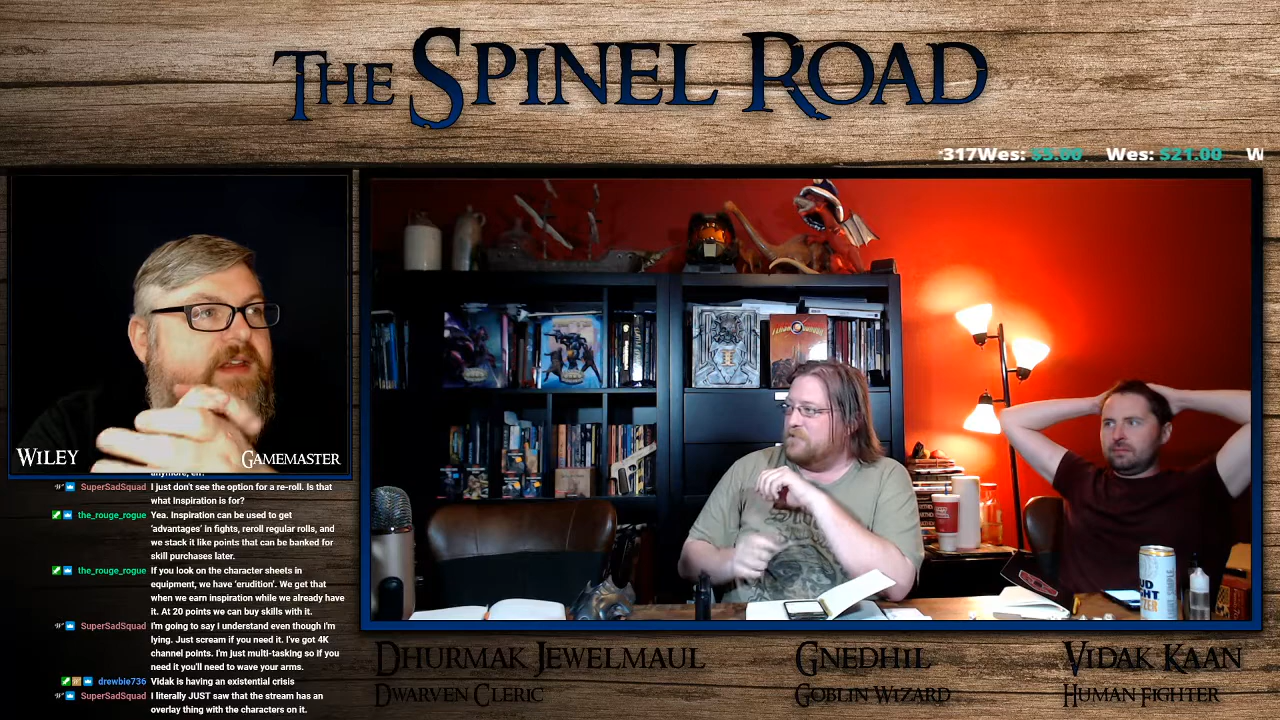 The Spinel Road
317Wes: $5.00 Wes: $21.00 W
Wiley
Gamemaster
SuperSadSquad I just don't see the option for a re-roll. Is that
what Inspiration is for?
the_rouge_rogue Yea. Inspiration can be used to get
'advantages' in fights, reroll regular rolls, and
we stack it like points that can be banked for
skill purchases later.
the_rouge_rogue If you look on the character sheets in
equipment, we have 'erudition'. We get that
when we earn inspiration while we already have
it. At 20 points we can buy skills with it.
SuperSadSquad I'm going to say I understand even though I'm
lying. Just scream if you need it. I've got 4K
channel points. I'm just multi-tasking so if you
need it you'll need to wave your arms.
drewbie736 Vidak is having an existential crisis
SuperSadSquad I literally JUST saw that the stream has an
overlay thing with the characters on it.
Dhurmak Jewelmaul
Dwarven Cleric
Gnedhil
Goblin Wizard
Vidak Kaan
Human Fighter